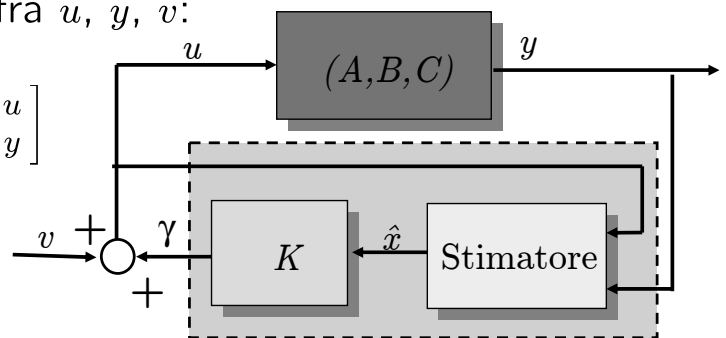 fra u, y, v:
u
(A,B,C)
y
u
y
v
+
γ
K
x̂
Stimatore
+